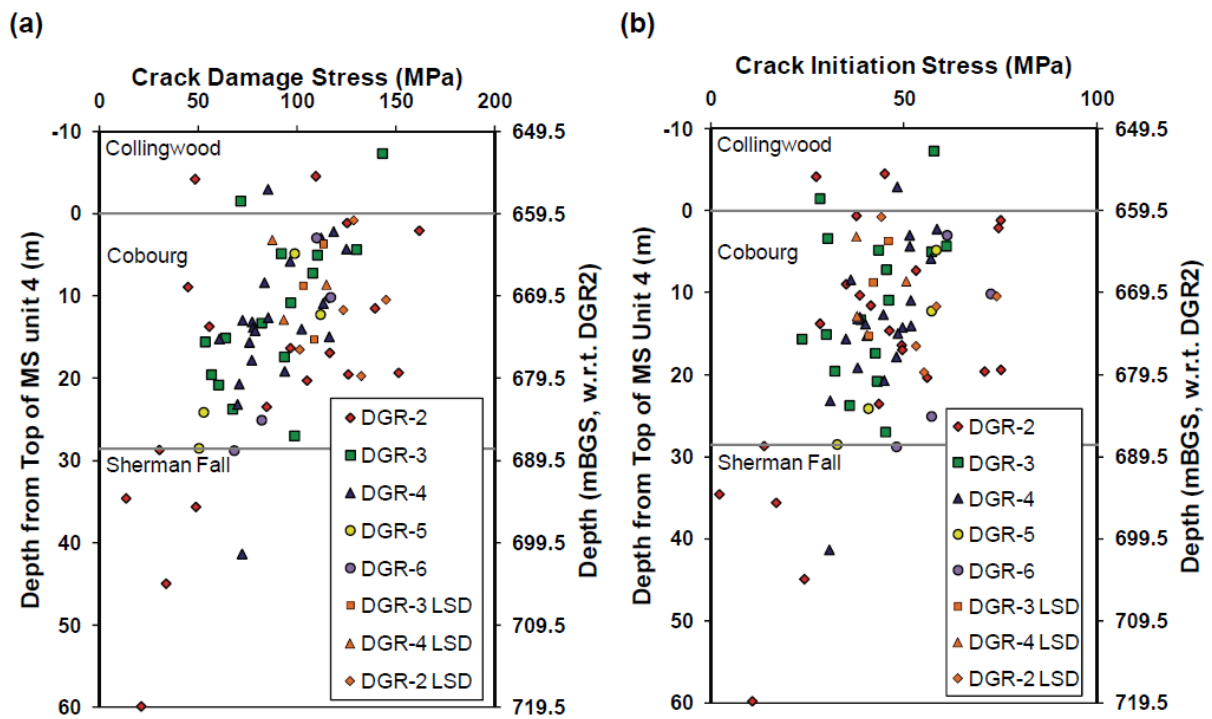 (a)
Crack Damage Stress (MPa)
0 50 100 150 200
-10
0
10
20
30
40
50
60
Depth from Top of MS unit 4 (m)
Collingwood
Cobourg
Sherman Fall
DGR-2
DGR-3
DGR-4
DGR-5
DGR-6
DGR-3 LSD
DGR-4 LSD
DGR-2 LSD
649.5
659.5
669.5
679.5
689.5
699.5
709.5
719.5
Depth (mBGS, w.r.t. DGR2)
(b)
Crack Initiation Stress (MPa)
0 50 100
-10
0
10
20
30
40
50
60
Depth from Top of MS Unit 4 (m)
Collingwood
Cobourg
Sherman Fall
DGR-2
DGR-3
DGR-4
DGR-5
DGR-6
DGR-3 LSD
DGR-4 LSD
DGR-2 LSD
649.5
659.5
669.5
679.5
689.5
699.5
709.5
719.5
Depth (mBGS, w.r.t. DGR2)